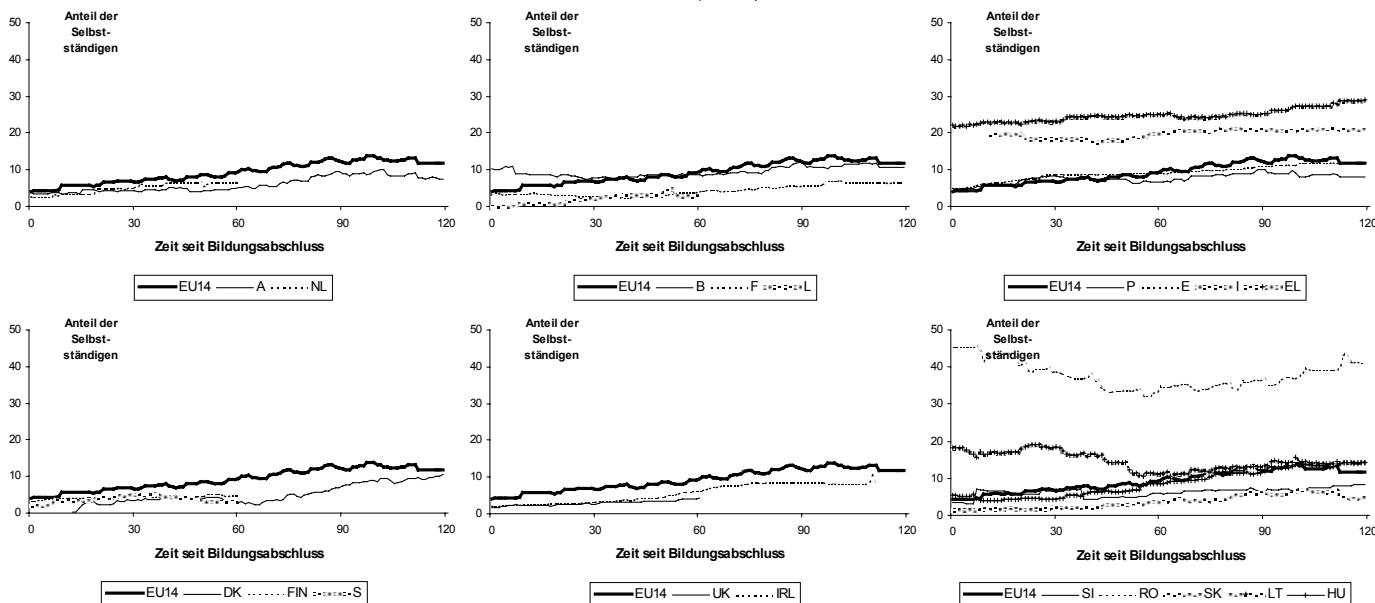 Anteil der
Selbst-
ständigen
50
40
30
20
10
0
0 30 60 90 120
Zeit seit Bildungsabschluss
EU14 A NL
Anteil der
Selbst-
ständigen
50
40
30
20
10
0
0 30 60 90 120
Zeit seit Bildungsabschluss
EU14 B F L
Anteil der
Selbst-
ständigen
50
40
30
20
10
0
0 30 60 90 120
Zeit seit Bildungsabschluss
EU14 P E I EL
Anteil der
Selbst-
ständigen
50
40
30
20
10
0
0 30 60 90 120
Zeit seit Bildungsabschluss
EU14 DK FIN S
Anteil der
Selbst-
ständigen
50
40
30
20
10
0
0 30 60 90 120
Zeit seit Bildungsabschluss
EU14 UK IRL
Anteil der
Selbst-
ständigen
50
40
30
20
10
0
0 30 60 90 120
Zeit seit Bildungsabschluss
EU14 SI RO SK LT HU